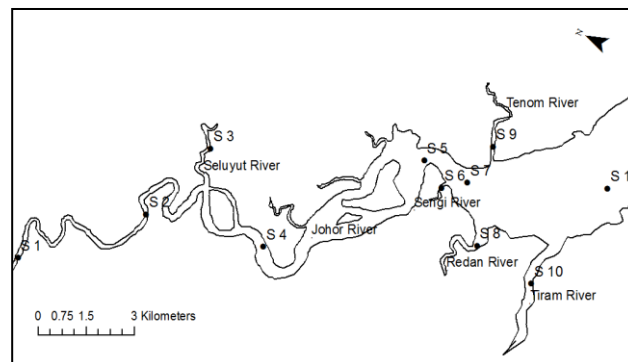 N
Tenom River
S 9
S 3
Seluyut River
S 5
S 6
S 7
Sengi River
S 1
S 2
S 1
S 4
Johor River
S 8
Redan River
S 10
Tiram River
0 0.75 1.5 3 Kilometers